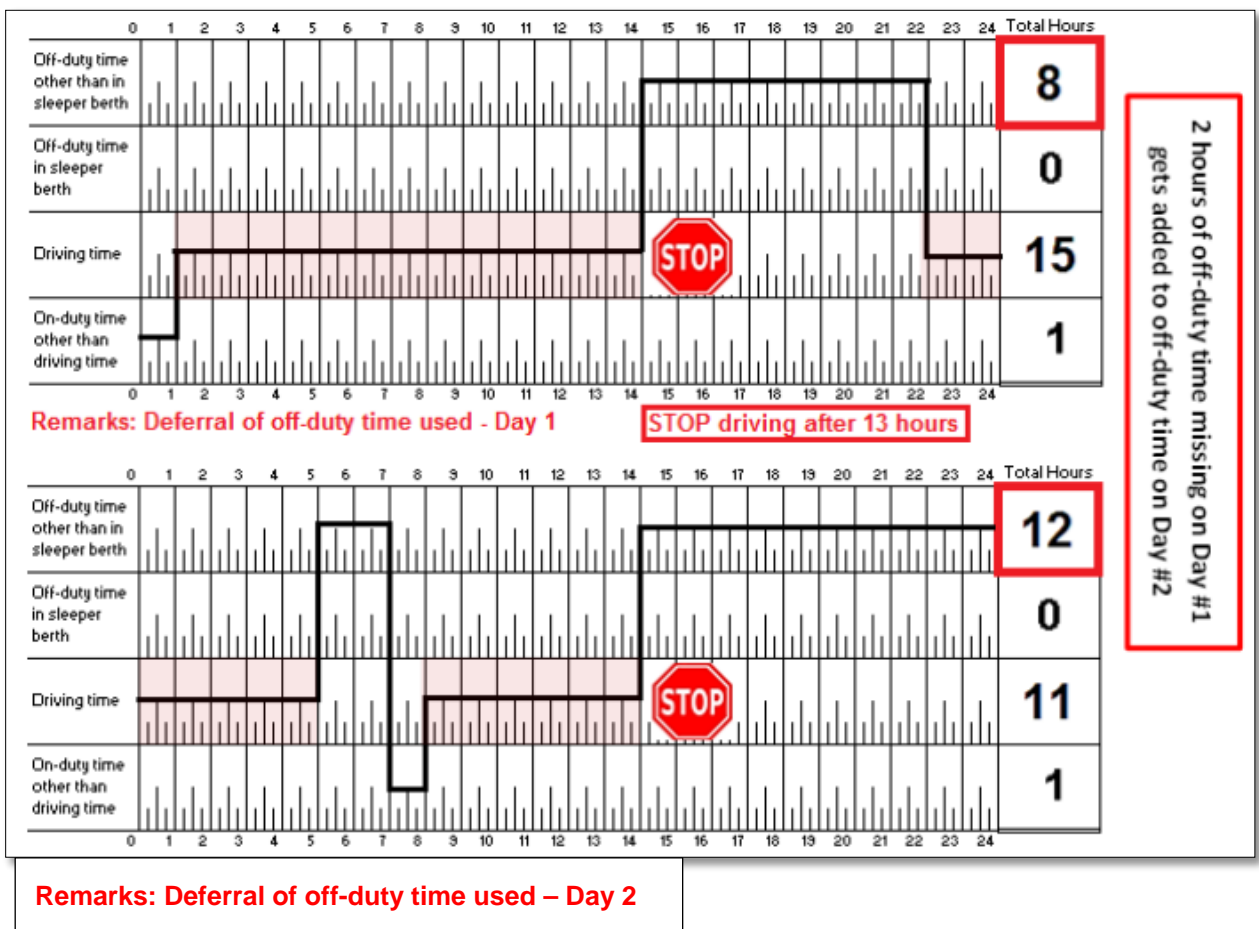 0 1 2 3 4 5 6 7 8 9 10 11 12 13 14 15 16 17 18 19 20 21 22 23 24 Total Hours
Off-duty time
other than in
sleeper berth
8
Off-duty time
in sleeper
berth
0
Driving time
STOP
15
On-duty time
other than
driving time
1
0 1 2 3 4 5 6 7 8 9 10 11 12 13 14 15 16 17 18 19 20 21 22 23 24
Remarks: Deferral of off-duty time used - Day 1
STOP driving after 13 hours
0 1 2 3 4 5 6 7 8 9 10 11 12 13 14 15 16 17 18 19 20 21 22 23 24 Total Hours
Off-duty time
other than in
sleeper berth
12
Off-duty time
in sleeper
berth
0
Driving time
STOP
11
On-duty time
other than
driving time
1
0 1 2 3 4 5 6 7 8 9 10 11 12 13 14 15 16 17 18 19 20 21 22 23 24
2 hours of off-duty time missing on Day #1
gets added to off-duty time on Day #2
Remarks: Deferral of off-duty time used – Day 2